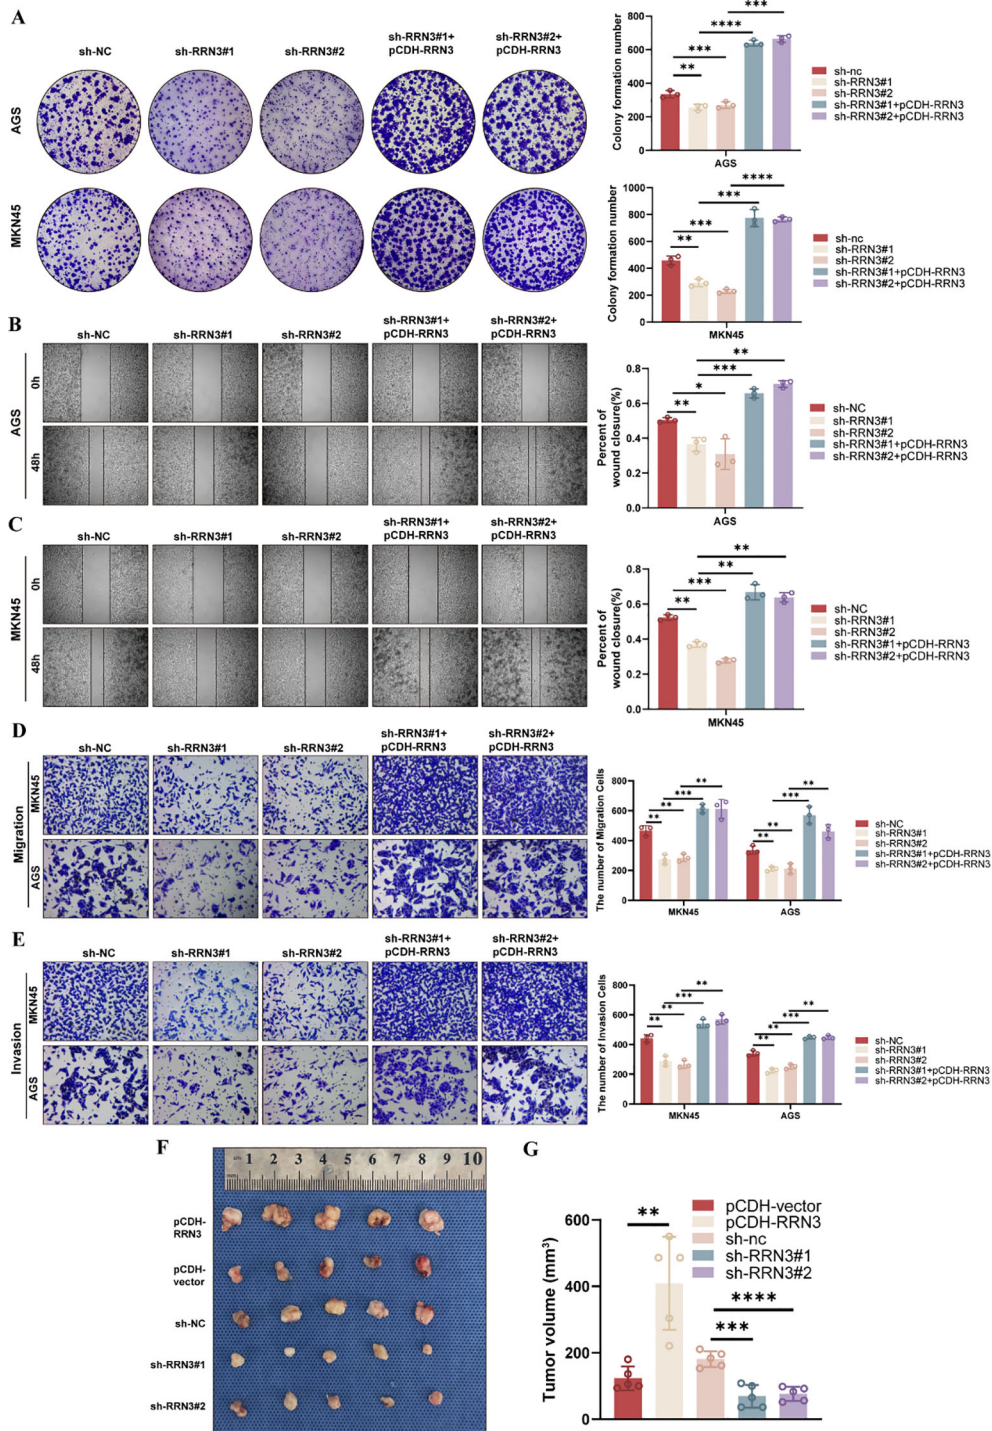 A
sh-NC
sh-RRN3#1
sh-RRN3#2
sh-RRN3#1+
pCDH-RRN3
sh-RRN3#2+
pCDH-RRN3
AGS
MKN45
Colony formation number
800
600
400
200
0
**
***
****
***
AGS
sh-nc
sh-RRN3#1
sh-RRN3#2
sh-RRN3#1+pCDH-RRN3
sh-RRN3#2+pCDH-RRN3
Colony formation number
1000
800
600
400
200
0
**
***
***
****
MKN45
sh-nc
sh-RRN3#1
sh-RRN3#2
sh-RRN3#1+pCDH-RRN3
sh-RRN3#2+pCDH-RRN3
B
sh-NC
sh-RRN3#1
sh-RRN3#2
sh-RRN3#1+
pCDH-RRN3
sh-RRN3#2+
pCDH-RRN3
AGS
0h
48h
Percent of
wound closure(%)
0.8
0.6
0.4
0.2
0.0
**
*
***
**
AGS
sh-NC
sh-RRN3#1
sh-RRN3#2
sh-RRN3#1+pCDH-RRN3
sh-RRN3#2+pCDH-RRN3
C
sh-NC
sh-RRN3#1
sh-RRN3#2
sh-RRN3#1+
pCDH-RRN3
sh-RRN3#2+
pCDH-RRN3
MKN45
0h
48h
Percent of
wound closure(%)
0.8
0.6
0.4
0.2
0.0
**
***
**
**
MKN45
sh-NC
sh-RRN3#1
sh-RRN3#2
sh-RRN3#1+pCDH-RRN3
sh-RRN3#2+pCDH-RRN3
D
sh-NC
sh-RRN3#1
sh-RRN3#2
sh-RRN3#1+
pCDH-RRN3
sh-RRN3#2+
pCDH-RRN3
Migration
MKN45
AGS
The number of Migration Cells
800
600
400
200
0
**
**
***
**
**
**
***
**
MKN45
AGS
sh-NC
sh-RRN3#1
sh-RRN3#2
sh-RRN3#1+pCDH-RRN3
sh-RRN3#2+pCDH-RRN3
E
sh-NC
sh-RRN3#1
sh-RRN3#2
sh-RRN3#1+
pCDH-RRN3
sh-RRN3#2+
pCDH-RRN3
Invasion
MKN45
AGS
The number of Invasion Cells
800
600
400
200
0
**
**
***
**
**
**
***
**
MKN45
AGS
sh-NC
sh-RRN3#1
sh-RRN3#2
sh-RRN3#1+pCDH-RRN3
sh-RRN3#2+pCDH-RRN3
F
1 2 3 4 5 6 7 8 9 10
pCDH-
RRN3
pCDH-
vector
sh-NC
sh-RRN3#1
sh-RRN3#2
G
Tumor volume (mm³)
600
400
200
0
**
***
****
pCDH-vector
pCDH-RRN3
sh-nc
sh-RRN3#1
sh-RRN3#2